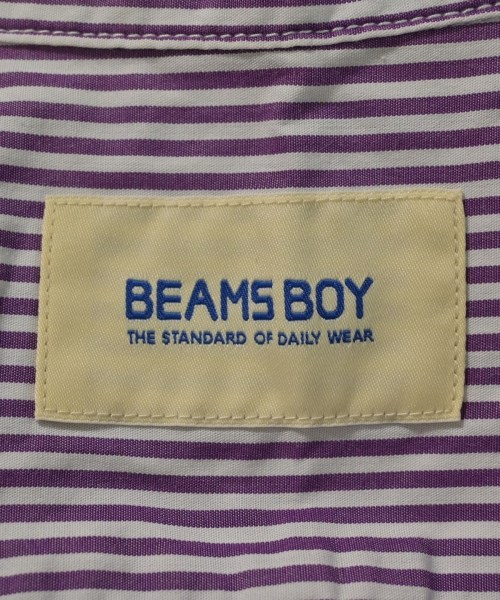 BEAMS BOY
THE STANDARD OF DAILY WEAR